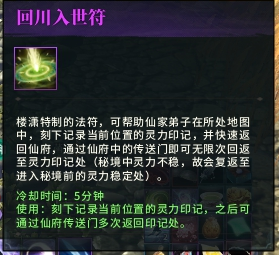 回川入世符
楼潇特制的法符，可帮助仙家弟子在所处地图
中，刻下记录当前位置的灵力印记，并快速返
回仙府，通过仙府中的传送门即可无限次回返
至灵力印记处（秘境中灵力不稳，故会复返至
进入秘境前的灵力稳定处）。
冷却时间：5分钟
使用：刻下记录当前位置的灵力印记，之后可
通过仙府传送门多次返回印记处。